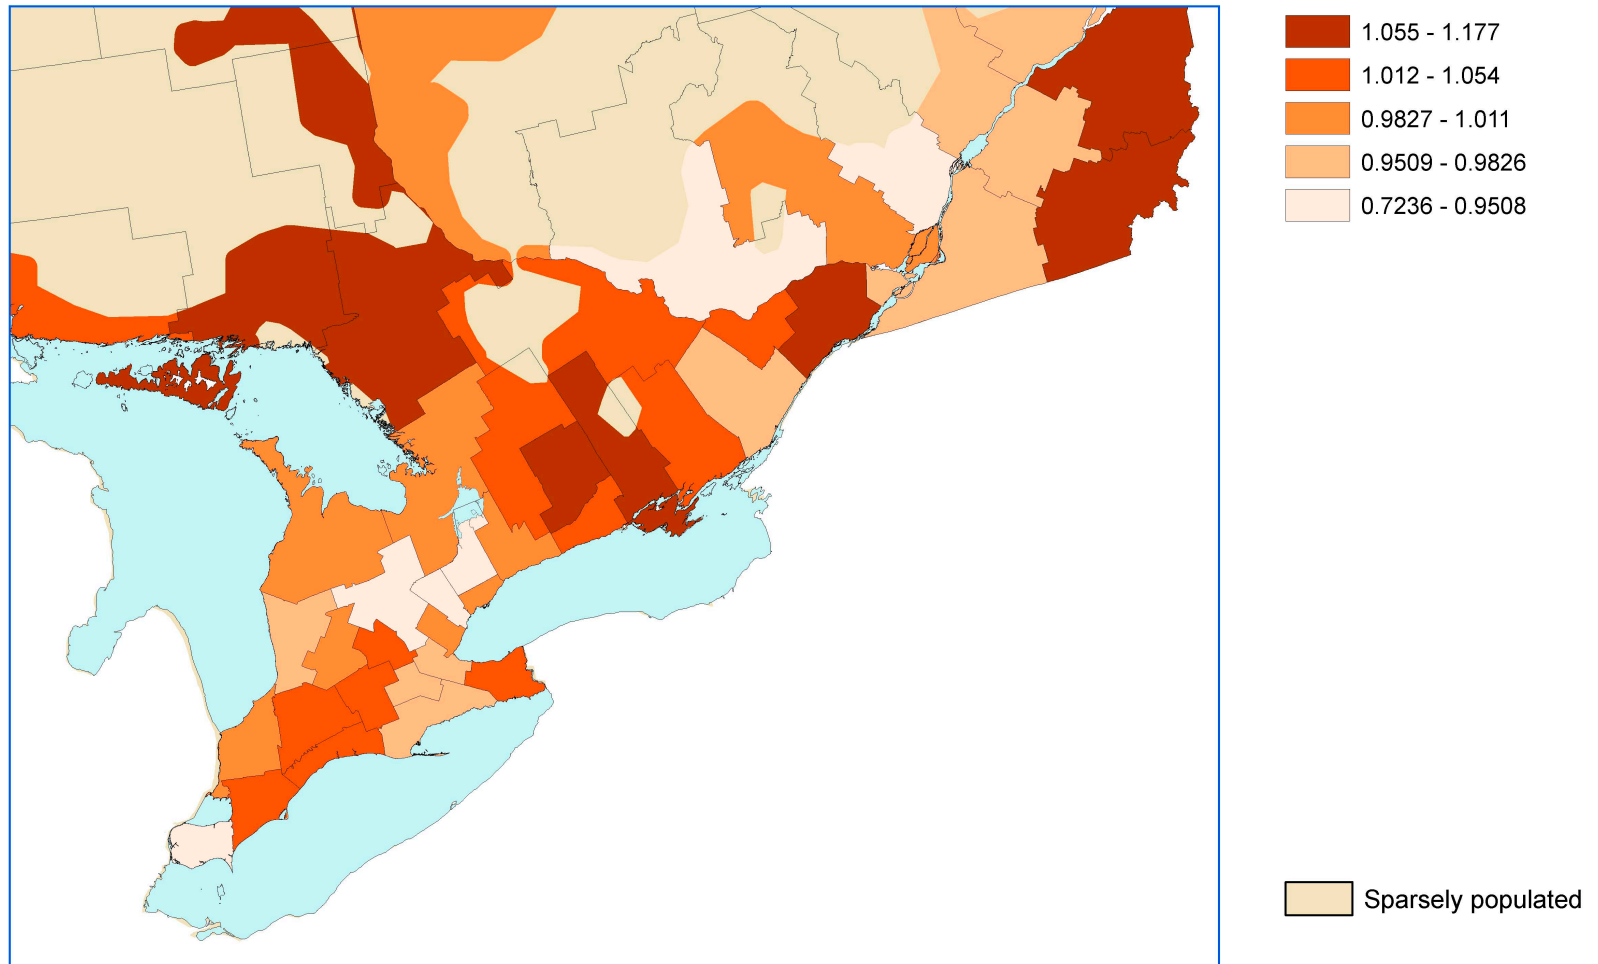 1.055 - 1.177
1.012 - 1.054
0.9827 - 1.011
0.9509 - 0.9826
0.7236 - 0.9508
Sparsely populated